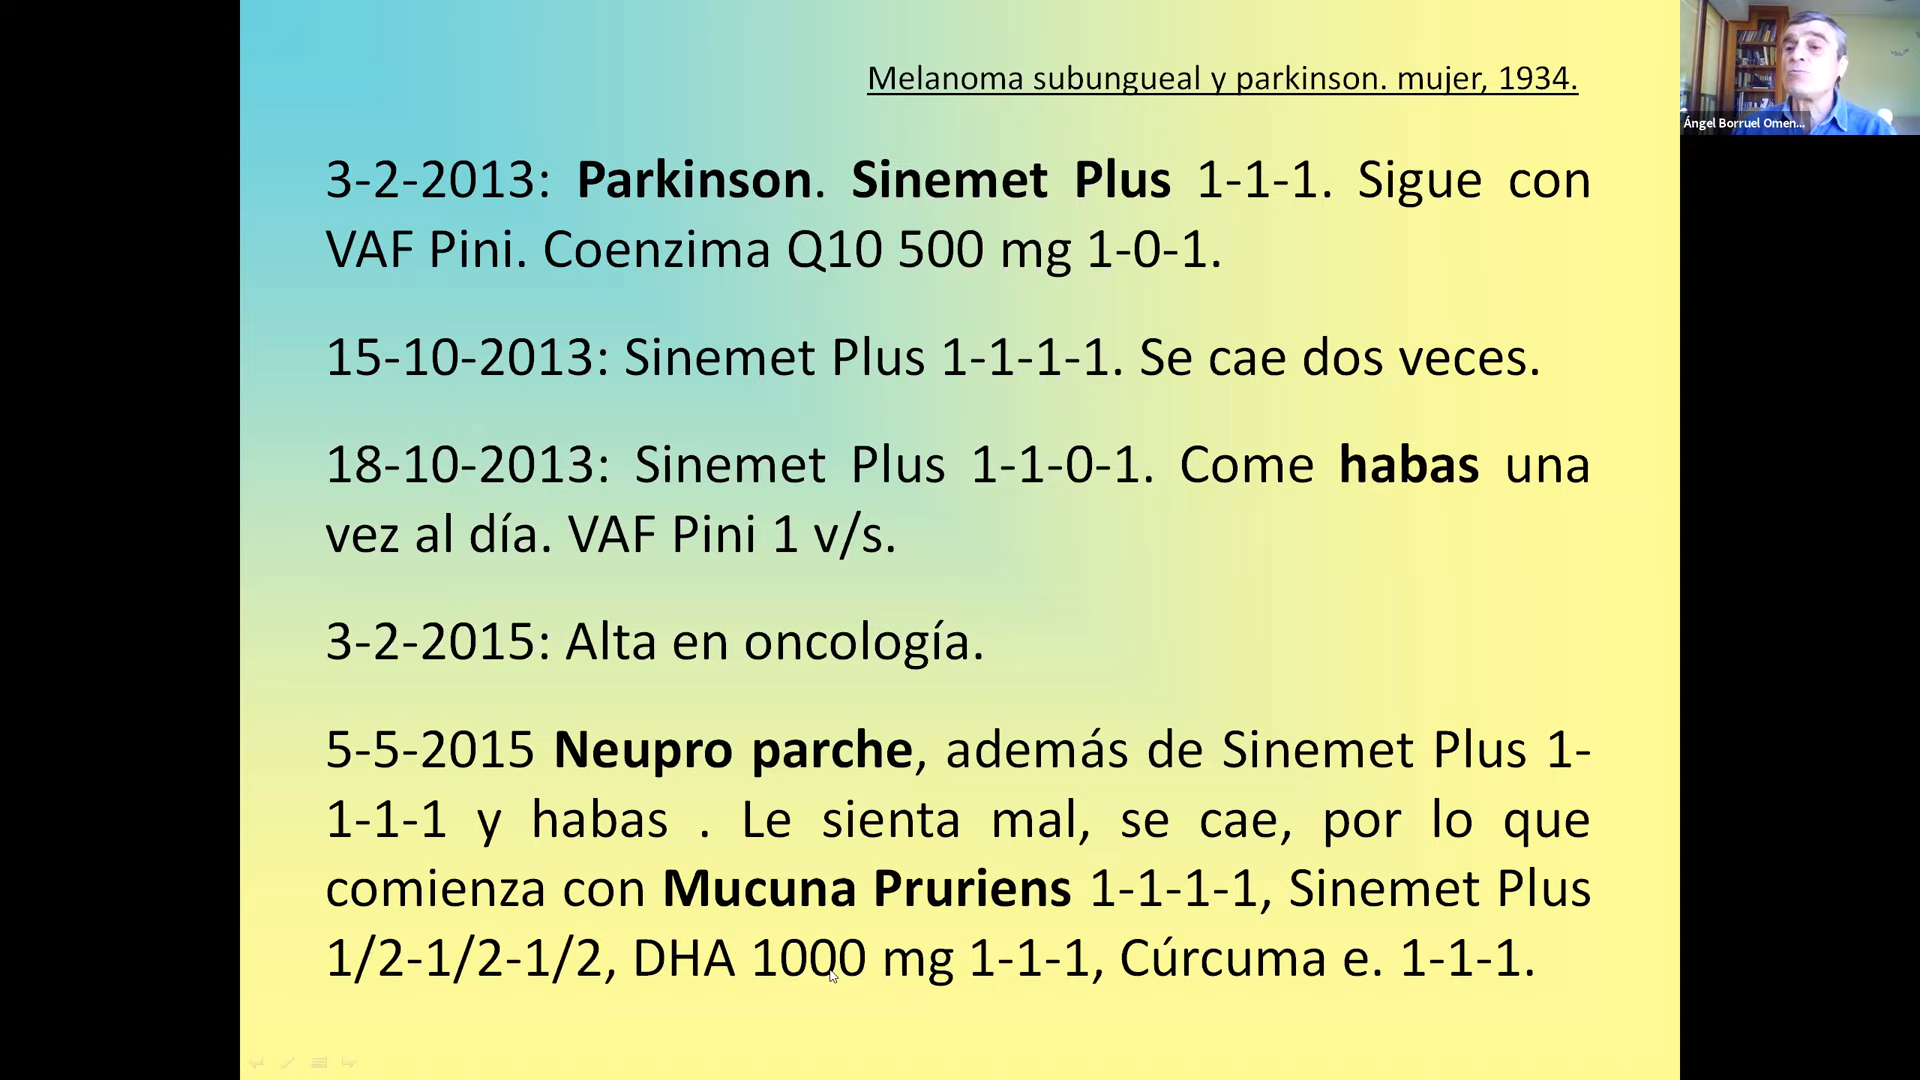 Melanoma subungueal y parkinson. mujer, 1934.
Ángel Borruel Omen...
3-2-2013: Parkinson. Sinemet Plus 1-1-1. Sigue con
VAF Pini. Coenzima Q10 500 mg 1-0-1.
15-10-2013: Sinemet Plus 1-1-1-1. Se cae dos veces.
18-10-2013: Sinemet Plus 1-1-0-1. Come habas una
vez al día. VAF Pini 1 v/s.
3-2-2015: Alta en oncología.
5-5-2015 Neupro parche, además de Sinemet Plus 1-
1-1-1 y habas . Le sienta mal, se cae, por lo que
comienza con Mucuna Pruriens 1-1-1-1, Sinemet Plus
1/2-1/2-1/2, DHA 1000 mg 1-1-1, Cúrcuma e. 1-1-1.